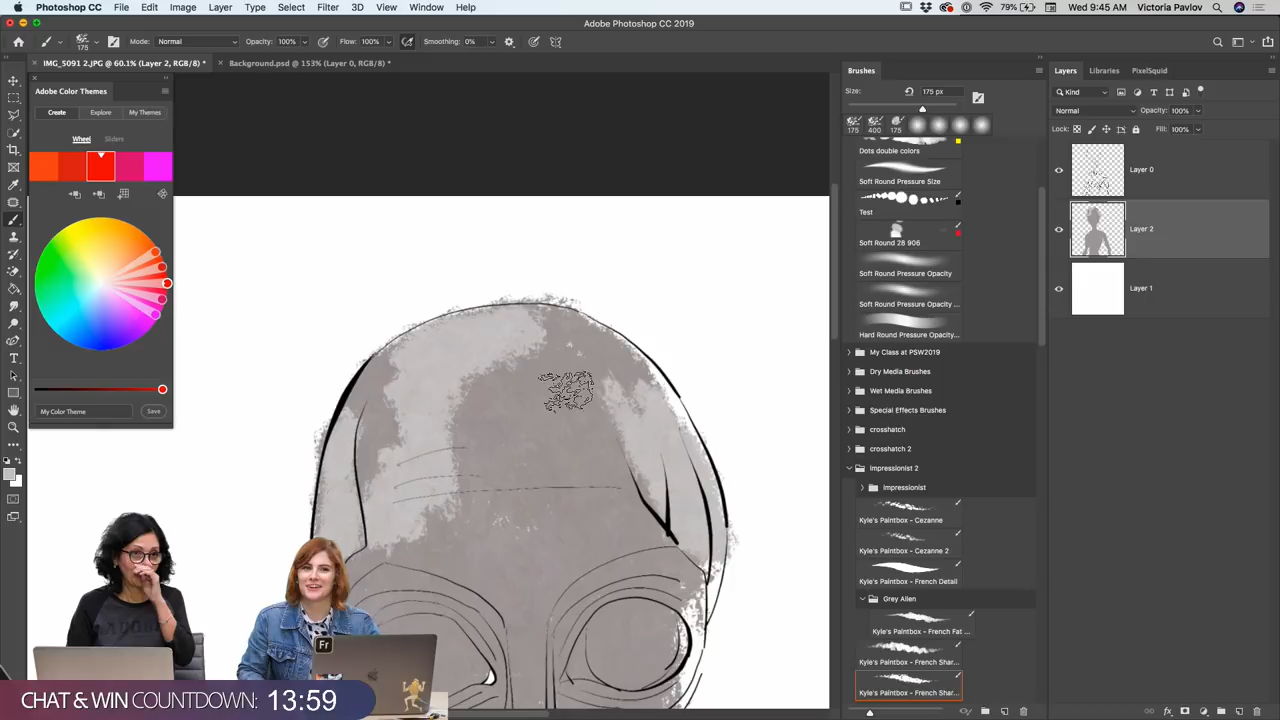 Photoshop CC File Edit Image Layer Type Select Filter 3D View Window Help 79% Wed 9:45 AM Victoria Pavlov
Adobe Photoshop CC 2019
175 Mode: Normal Opacity: 100% Flow: 100% Smoothing: 0%
IMG_5091 2.JPG @ 60.1% (Layer 2, RGB/8) * Background.psd @ 153% (Layer 0, RGB/8) *
Adobe Color Themes
Create Explore My Themes
Wheel Sliders
My Color Theme Save
Brushes
Size: 175 px
175 400 175
Dots double colors
Soft Round Pressure Size
Test
Soft Round 28 906
Soft Round Pressure Opacity
Soft Round Pressure Opacity ...
Hard Round Pressure Opacity...
My Class at PSW2019
Dry Media Brushes
Wet Media Brushes
Special Effects Brushes
crosshatch
crosshatch 2
Impressionist 2
Impressionist
Kyle's Paintbox - Cezanne
Kyle's Paintbox - Cezanne 2
Kyle's Paintbox - French Detail
Grey Allen
Kyle's Paintbox - French Fat ...
Kyle's Paintbox - French Shar...
Kyle's Paintbox - French Shar...
Layers Libraries PixelSquid
Kind
Normal Opacity: 100%
Lock: Fill: 100%
Layer 0
Layer 2
Layer 1
Fr
CHAT & WIN COUNTDOWN: 13:59